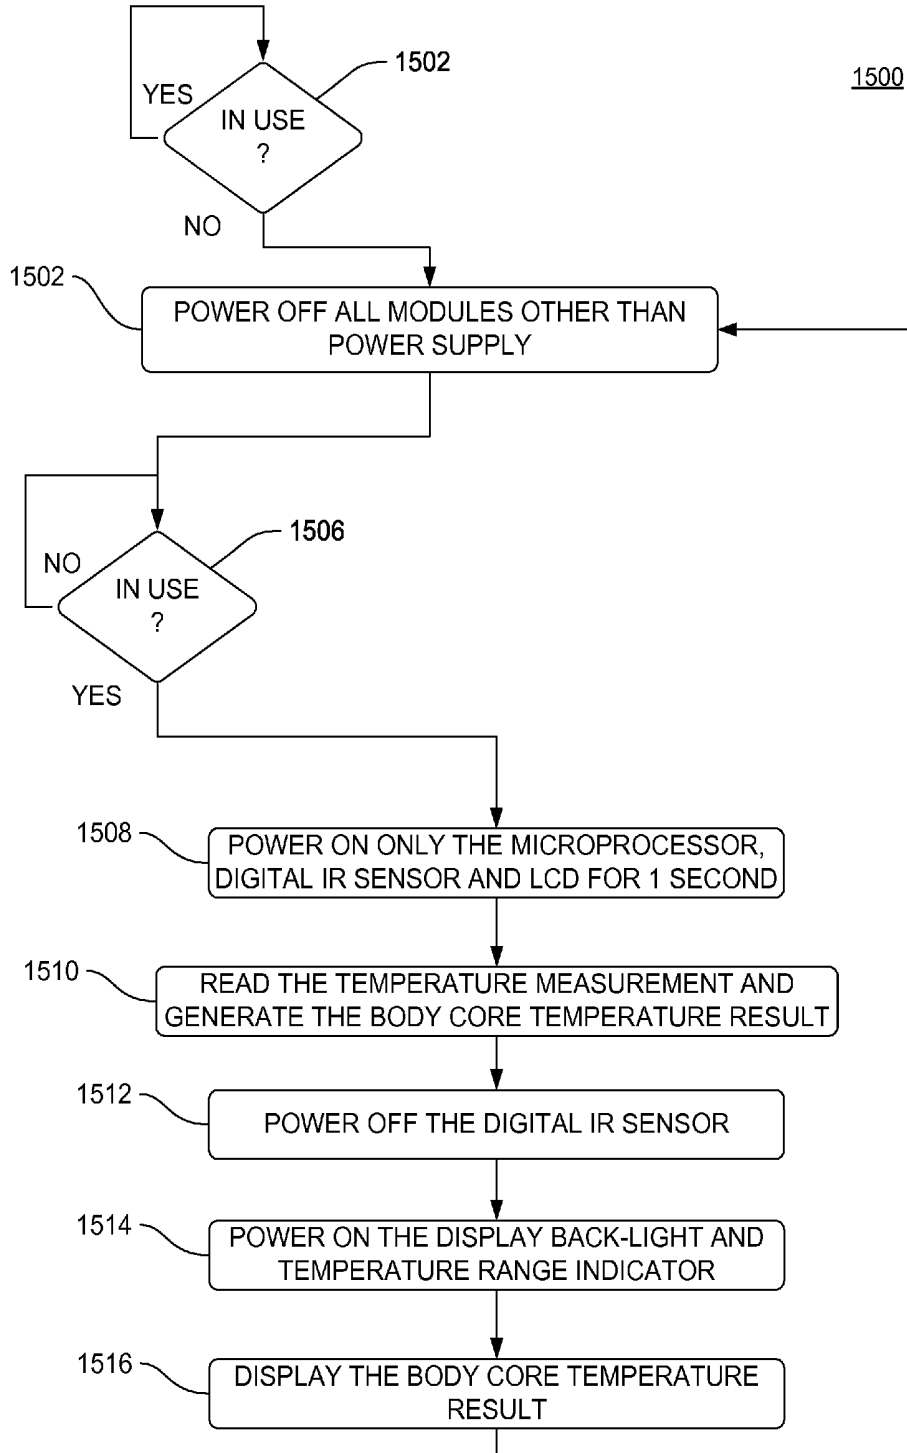 1502
1500
YES
IN USE
?
NO
1502
POWER OFF ALL MODULES OTHER THAN
POWER SUPPLY
1506
NO
IN USE
?
YES
1508
POWER ON ONLY THE MICROPROCESSOR,
DIGITAL IR SENSOR AND LCD FOR 1 SECOND
1510
READ THE TEMPERATURE MEASUREMENT AND
GENERATE THE BODY CORE TEMPERATURE RESULT
1512
POWER OFF THE DIGITAL IR SENSOR
1514
POWER ON THE DISPLAY BACK-LIGHT AND
TEMPERATURE RANGE INDICATOR
1516
DISPLAY THE BODY CORE TEMPERATURE
RESULT